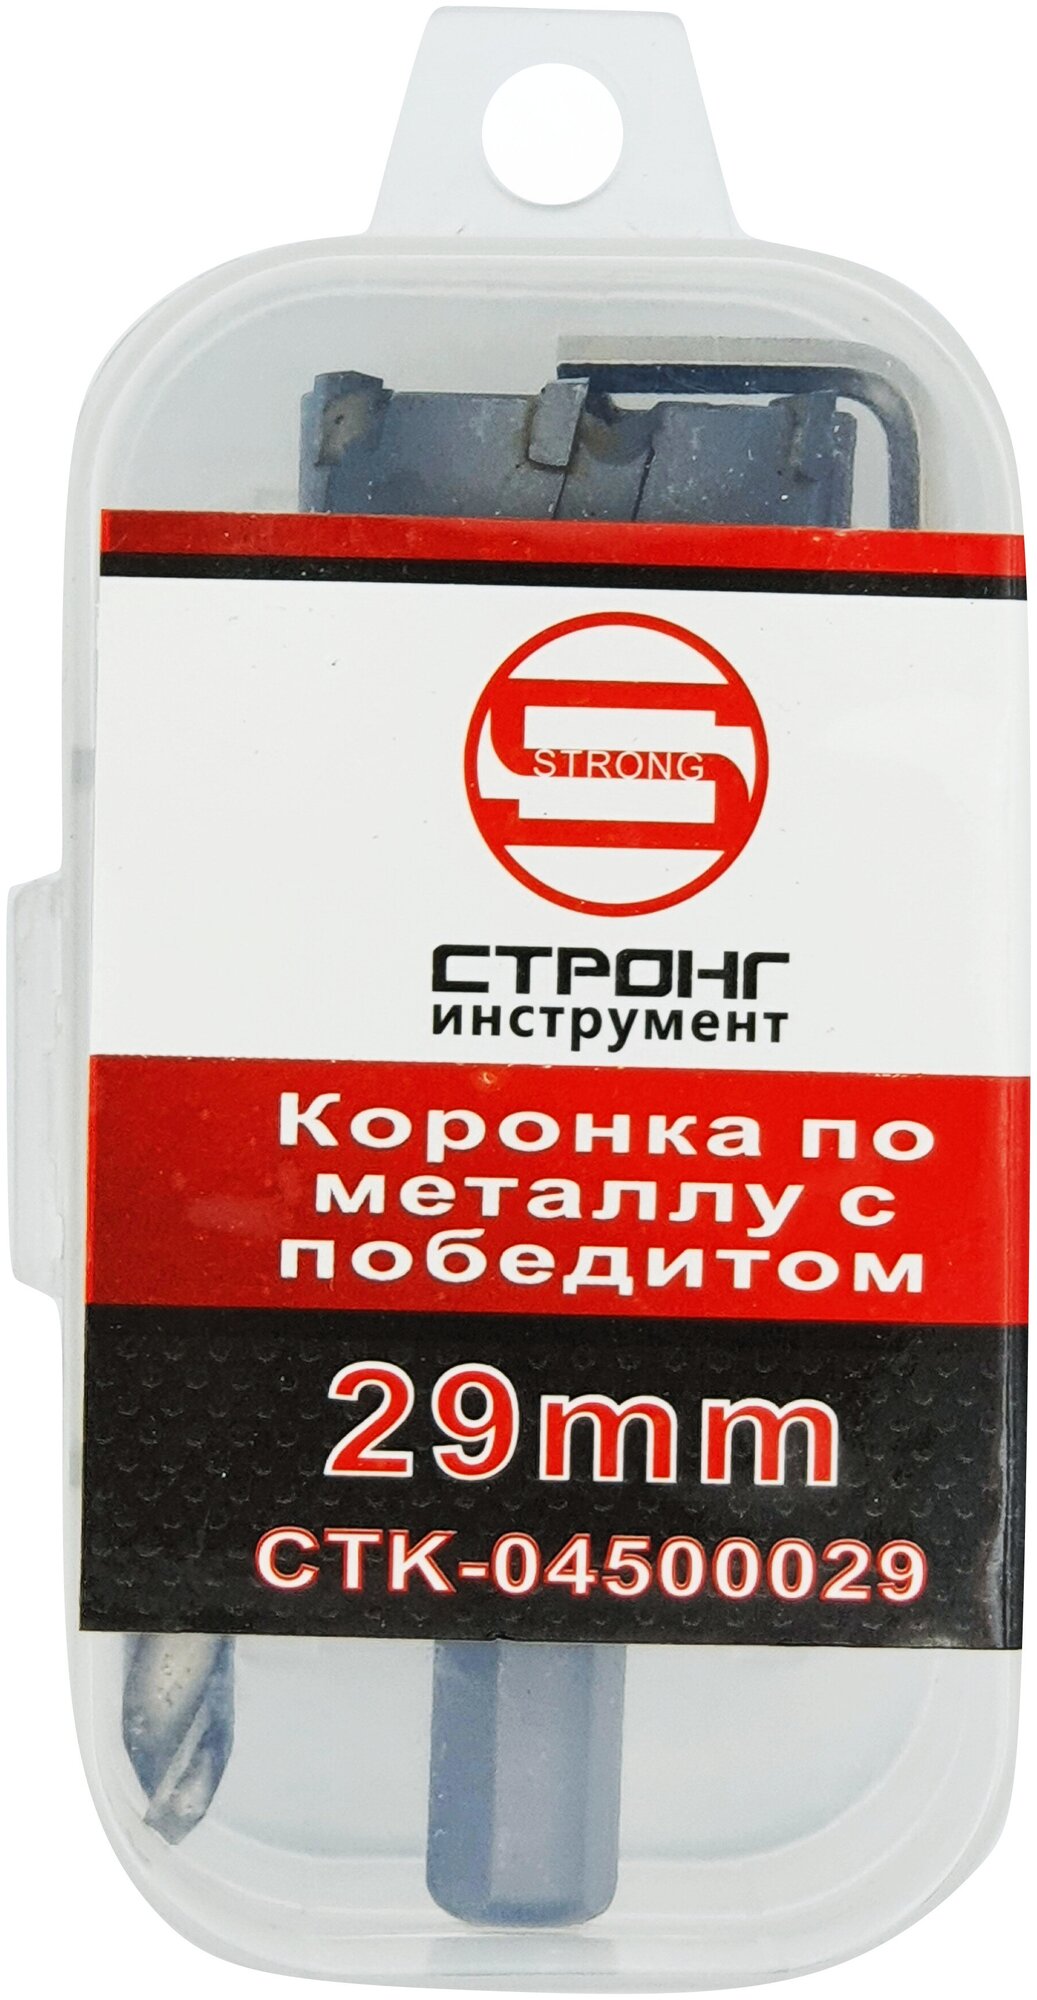 STRONG
СТРОНГ
инструмент
Коронка по
металлу с
победитом
29mm
СТК-04500029